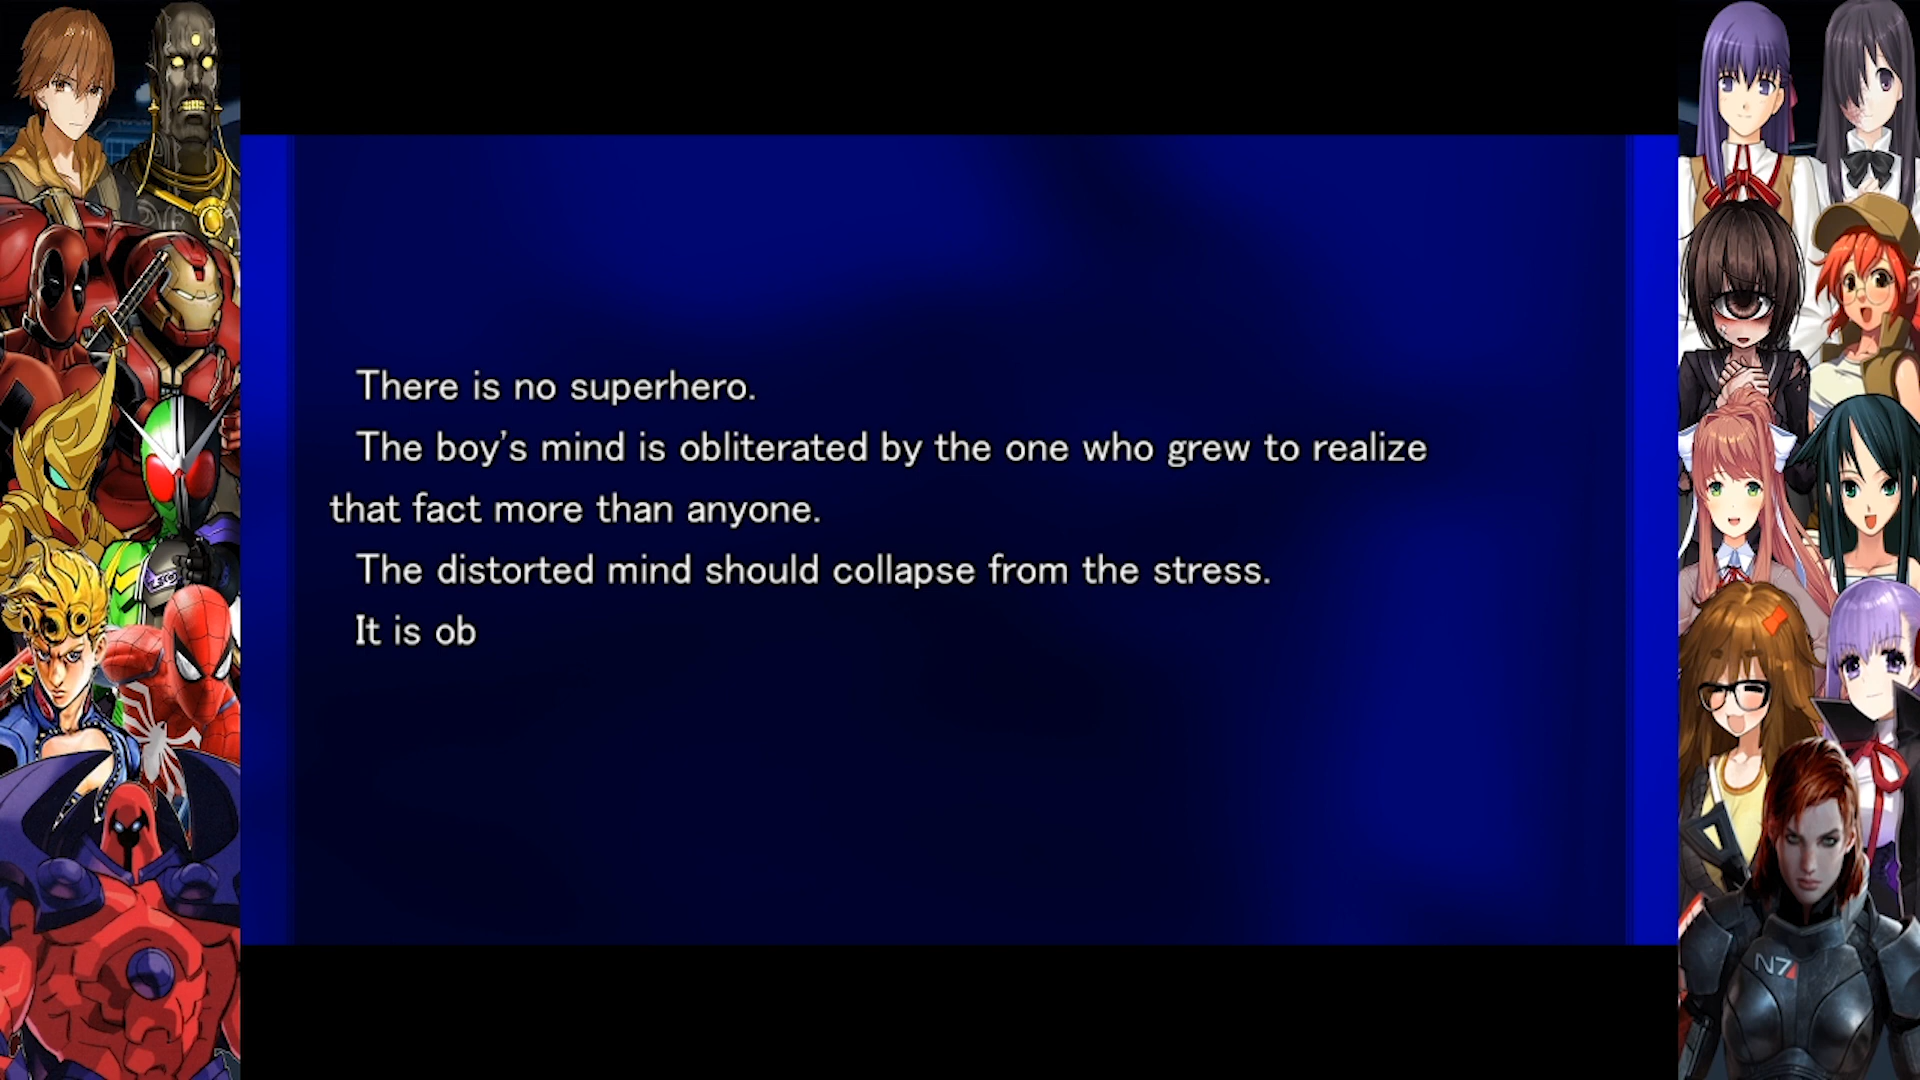 There is no superhero.
The boy's mind is obliterated by the one who grew to realize
that fact more than anyone.
The distorted mind should collapse from the stress.
It is ob
N7